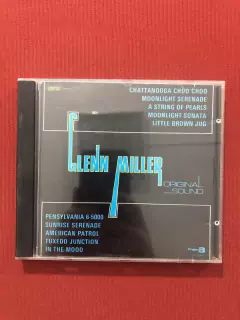 CHATTANOOGA CHOO CHOO
MOONLIGHT SERENADE
A STRING OF PEARLS
MOONLIGHT SONATA
LITTLE BROWN JUG
GLENN MILLER
ORIGINAL
SOUND
PENSYLVANIA 6-5000
SUNRISE SERENADE
AMERICAN PATROL
TUXEDO JUNCTION
IN THE MOOD